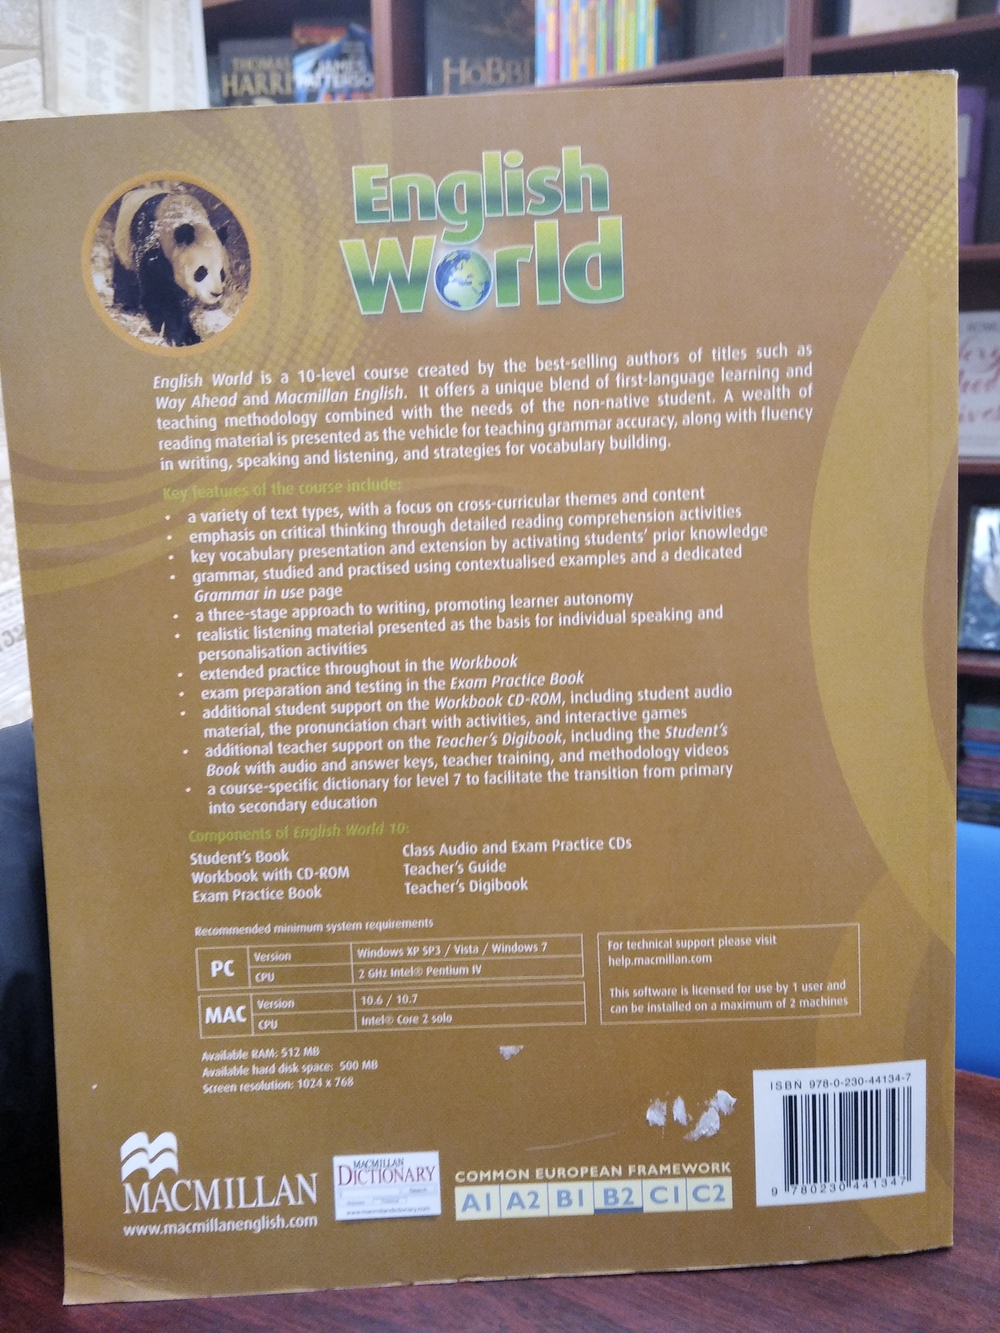 THOMAS
HARRI
JAMES
HOBBI
English
World
English World is a 10-level course created by the best-selling authors of titles such as
Way Ahead and Macmillan English. It offers a unique blend of first-language learning and
teaching methodology combined with the needs of the non-native student. A wealth of
reading material is presented as the vehicle for teaching grammar accuracy, along with fluency
in writing, speaking and listening, and strategies for vocabulary building.
Key features of the course include:
• a variety of text types, with a focus on cross-curricular themes and content
• emphasis on critical thinking through detailed reading comprehension activities
• key vocabulary presentation and extension by activating students' prior knowledge
• grammar, studied and practised using contextualised examples and a dedicated
Grammar in use page
• a three-stage approach to writing, promoting learner autonomy
• realistic listening material presented as the basis for individual speaking and
personalisation activities
• extended practice throughout in the Workbook
• exam preparation and testing in the Exam Practice Book
• additional student support on the Workbook CD-ROM, including student audio
material, the pronunciation chart with activities, and interactive games
• additional teacher support on the Teacher's Digibook, including the Student's
Book with audio and answer keys, teacher training, and methodology videos
• a course-specific dictionary for level 7 to facilitate the transition from primary
into secondary education
Components of English World 10:
Student's Book
Workbook with CD-ROM
Exam Practice Book
Class Audio and Exam Practice CDs
Teacher's Guide
Teacher's Digibook
Recommended minimum system requirements
PC Version Windows XP SP3 / Vista / Windows 7
CPU 2 GHz Intel® Pentium IV
MAC Version 10.6 / 10.7
CPU Intel® Core 2 solo
For technical support please visit
help.macmillan.com
This software is licensed for use by 1 user and
can be installed on a maximum of 2 machines
Available RAM: 512 MB
Available hard disk space: 500 MB
Screen resolution: 1024 x 768
MACMILLAN
www.macmillanenglish.com
MACMILLAN
DICTIONARY
www.macmillandictionary.com
COMMON EUROPEAN FRAMEWORK
A1 A2 B1 B2 C1 C2
ISBN 978-0-230-44134-7
9 780230 441347